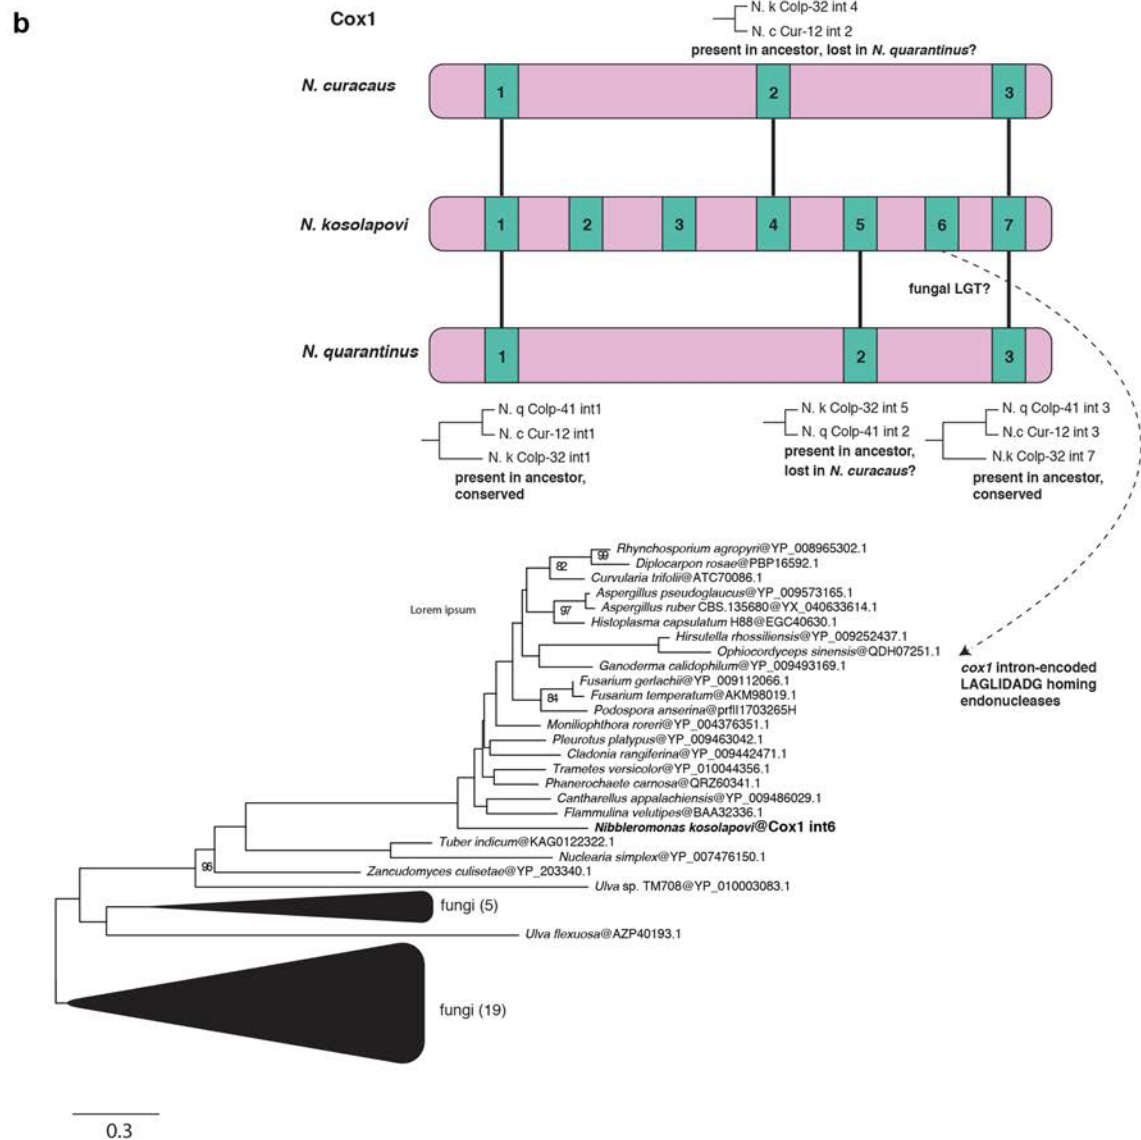 b
Cox1
N. k Colp-32 int 4
N. c Cur-12 int 2
present in ancestor, lost in N. quarantinus?
N. curacaus
1 2 3
N. kosolapovi
1 2 3 4 5 6 7
fungal LGT?
N. quarantinus
1 2 3
N. q Colp-41 int1
N. c Cur-12 int1
N. k Colp-32 int1
present in ancestor,
conserved
N. k Colp-32 int 5
N. q Colp-41 int 2
present in ancestor,
lost in N. curacaus?
N. q Colp-41 int 3
N.c Cur-12 int 3
N.k Colp-32 int 7
present in ancestor,
conserved
Lorem ipsum
99
Rhynchosporium agropyri@YP_008965302.1
82
Diplocarpon rosae@PBP16592.1
Curvularia trifolii@ATC70086.1
Aspergillus pseudoglaucus@YP_009573165.1
97
Aspergillus ruber CBS.135680@YX_040633614.1
Histoplasma capsulatum H88@EGC40630.1
Hirsutella rhossiliensis@YP_009252437.1
Ophiocordyceps sinensis@QDH07251.1
Ganoderma calidophilum@YP_009493169.1
cox1 intron-encoded
LAGLIDADG homing
endonucleases
Fusarium gerlachii@YP_009112066.1
84
Fusarium temperatum@AKM98019.1
Podospora anserina@prfII1703265H
Moniliophthora roreri@YP_004376351.1
Pleurotus platypus@YP_009463042.1
Cladonia rangiferina@YP_009442471.1
Trametes versicolor@YP_010044356.1
Phanerochaete carnosa@QRZ60341.1
Cantharellus appalachiensis@YP_009486029.1
Flammulina velutipes@BAA32336.1
Nibbleromonas kosolapovi@Cox1 int6
Tuber indicum@KAG0122322.1
Nuclearia simplex@YP_007476150.1
96
Zancudomyces culisetae@YP_203340.1
Ulva sp. TM708@YP_010003083.1
fungi (5)
Ulva flexuosa@AZP40193.1
fungi (19)
0.3